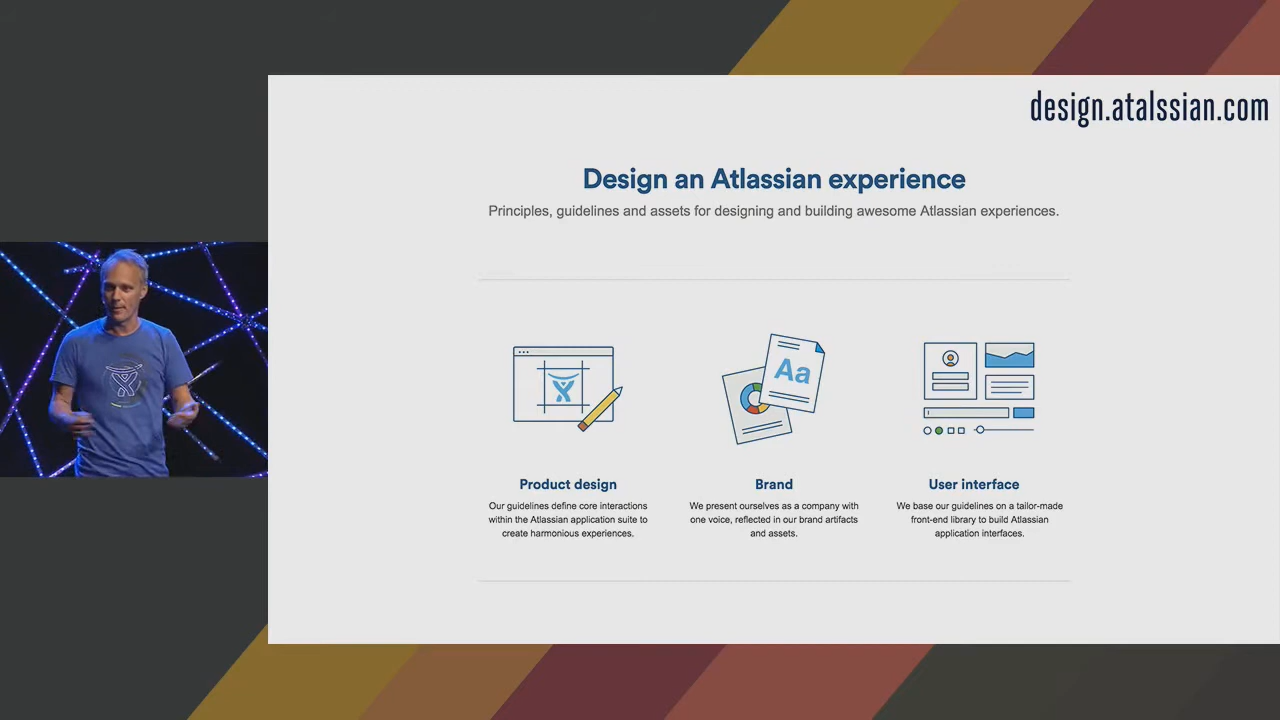 design.atalssian.com
Design an Atlassian experience
Principles, guidelines and assets for designing and building awesome Atlassian experiences.
Aa
Product design
Our guidelines define core interactions
within the Atlassian application suite to
create harmonious experiences.
Brand
We present ourselves as a company with
one voice, reflected in our brand artifacts
and assets.
User interface
We base our guidelines on a tailor-made
front-end library to build Atlassian
application interfaces.